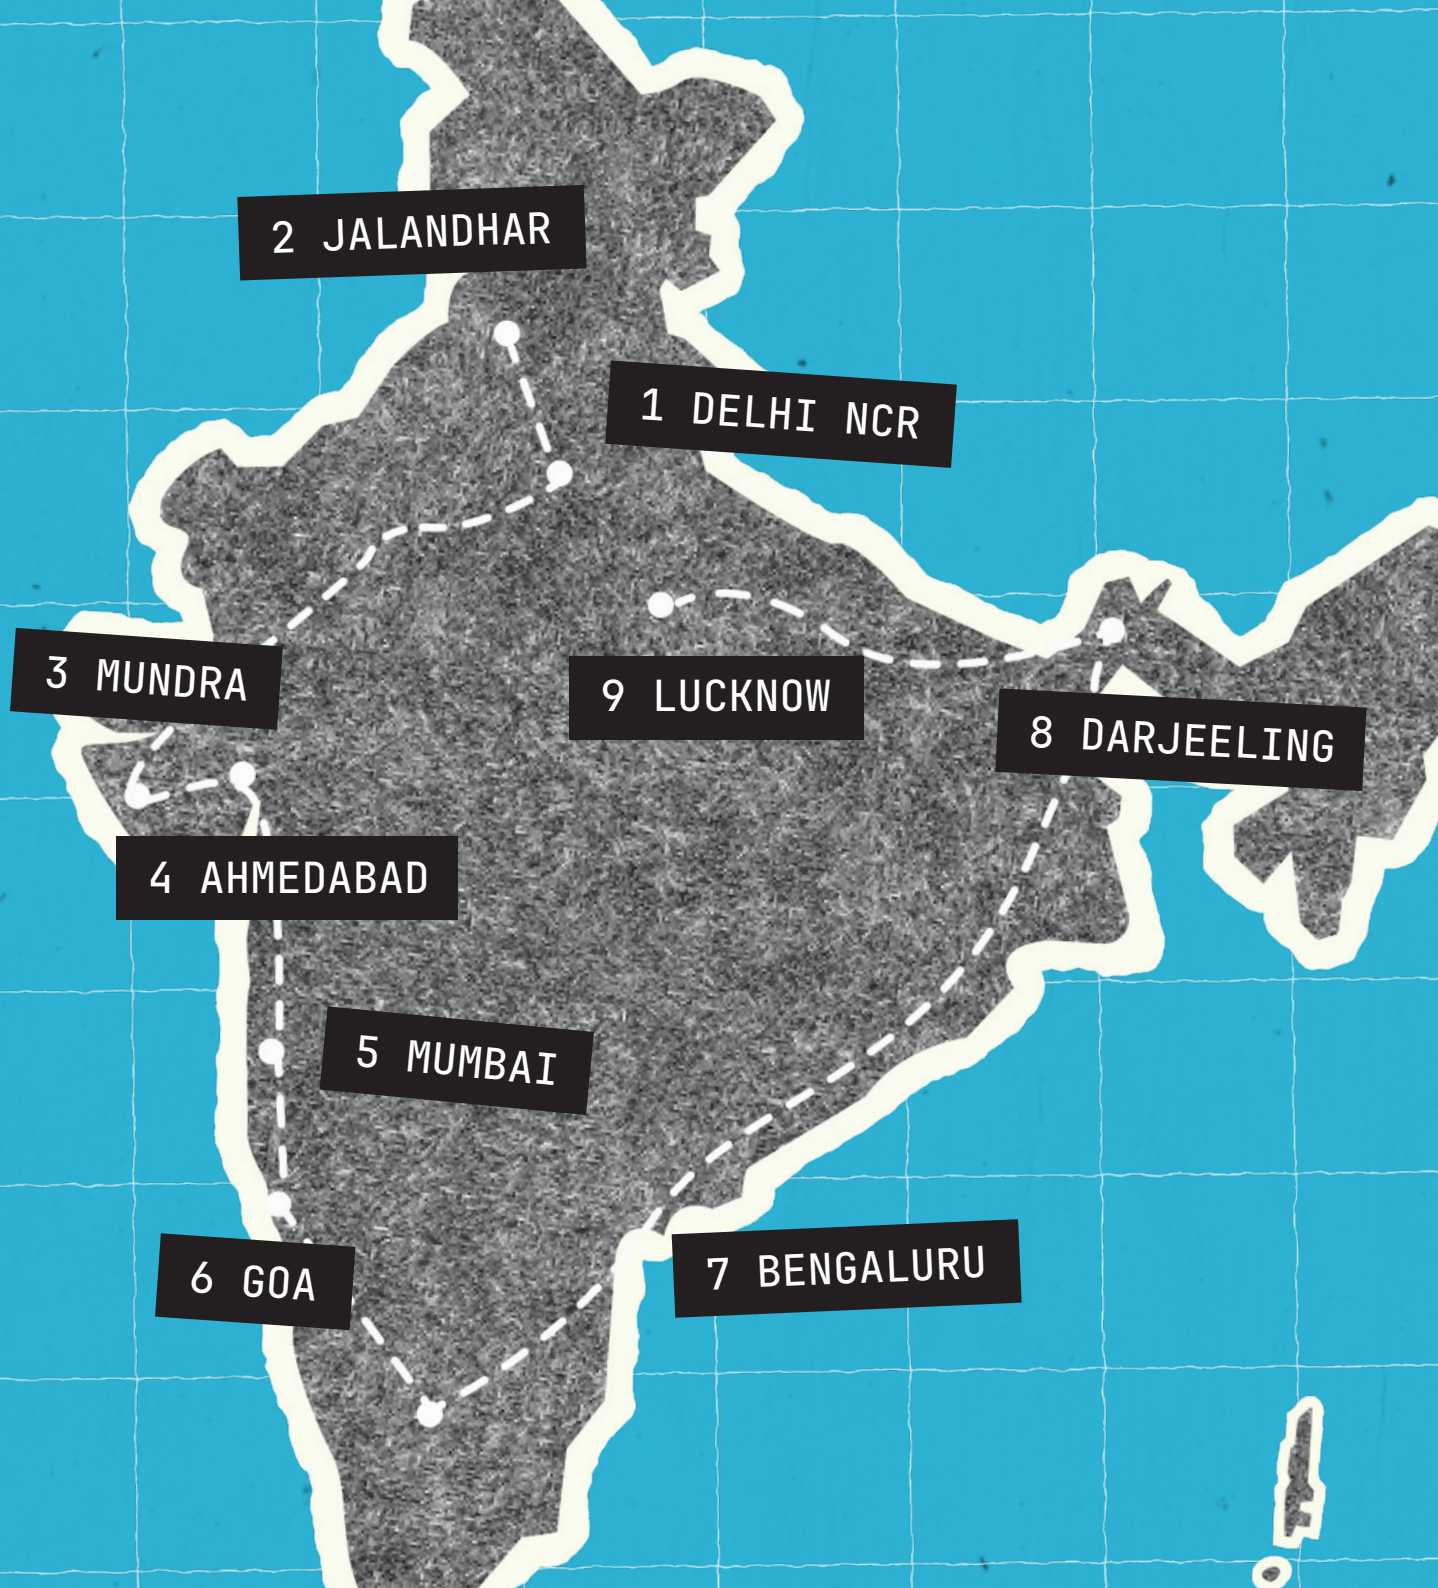 2 JALANDHAR
1 DELHI NCR
3 MUNDRA
9 LUCKNOW
8 DARJEELING
4 AHMEDABAD
5 MUMBAI
6 GOA
7 BENGALURU